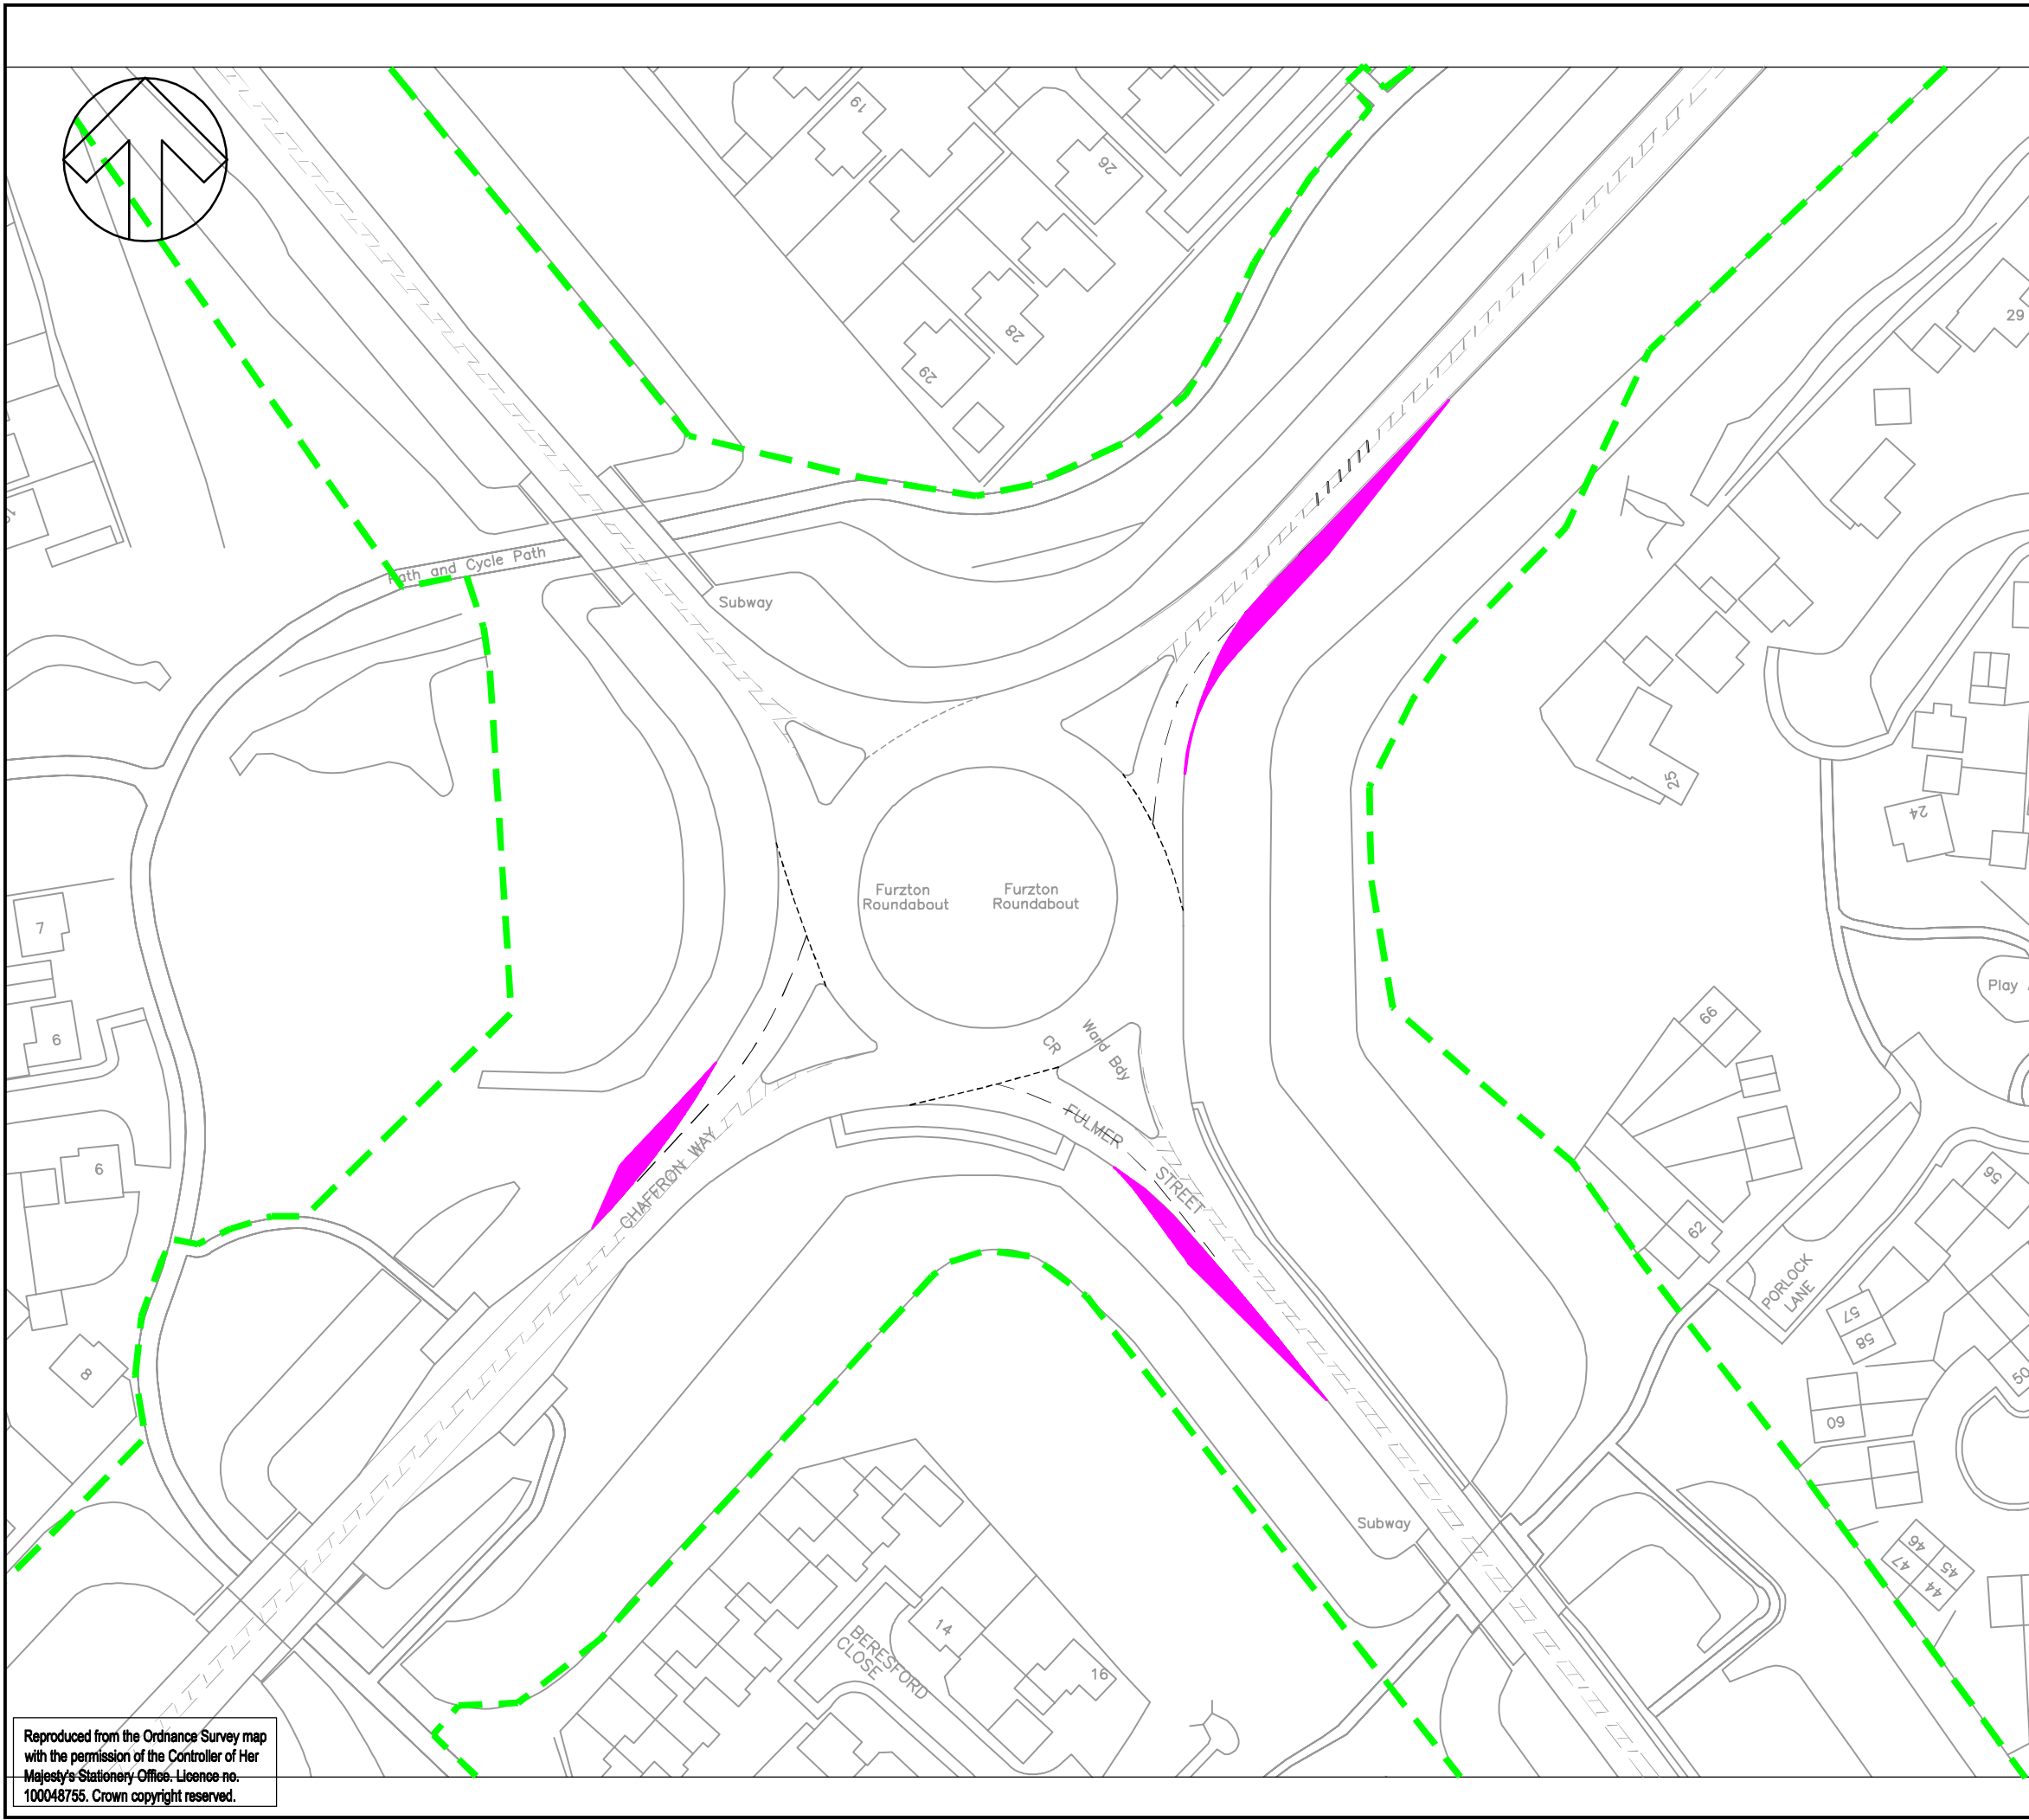 19
26
28
29
29
Path and Cycle Path
Subway
25
24
7
Furzton
Roundabout
Furzton
Roundabout
Play
6
66
CR
Ward Bdy
6
FULMER
STREET
CHAFFRON WAY
56
62
PORLOCK
LANE
57
58
8
50
60
Subway
46
47
45
44
14
BERESFORD
CLOSE
16
Reproduced from the Ordnance Survey map
with the permission of the Controller of Her
Majesty's Stationery Office. Licence no.
100048755. Crown copyright reserved.